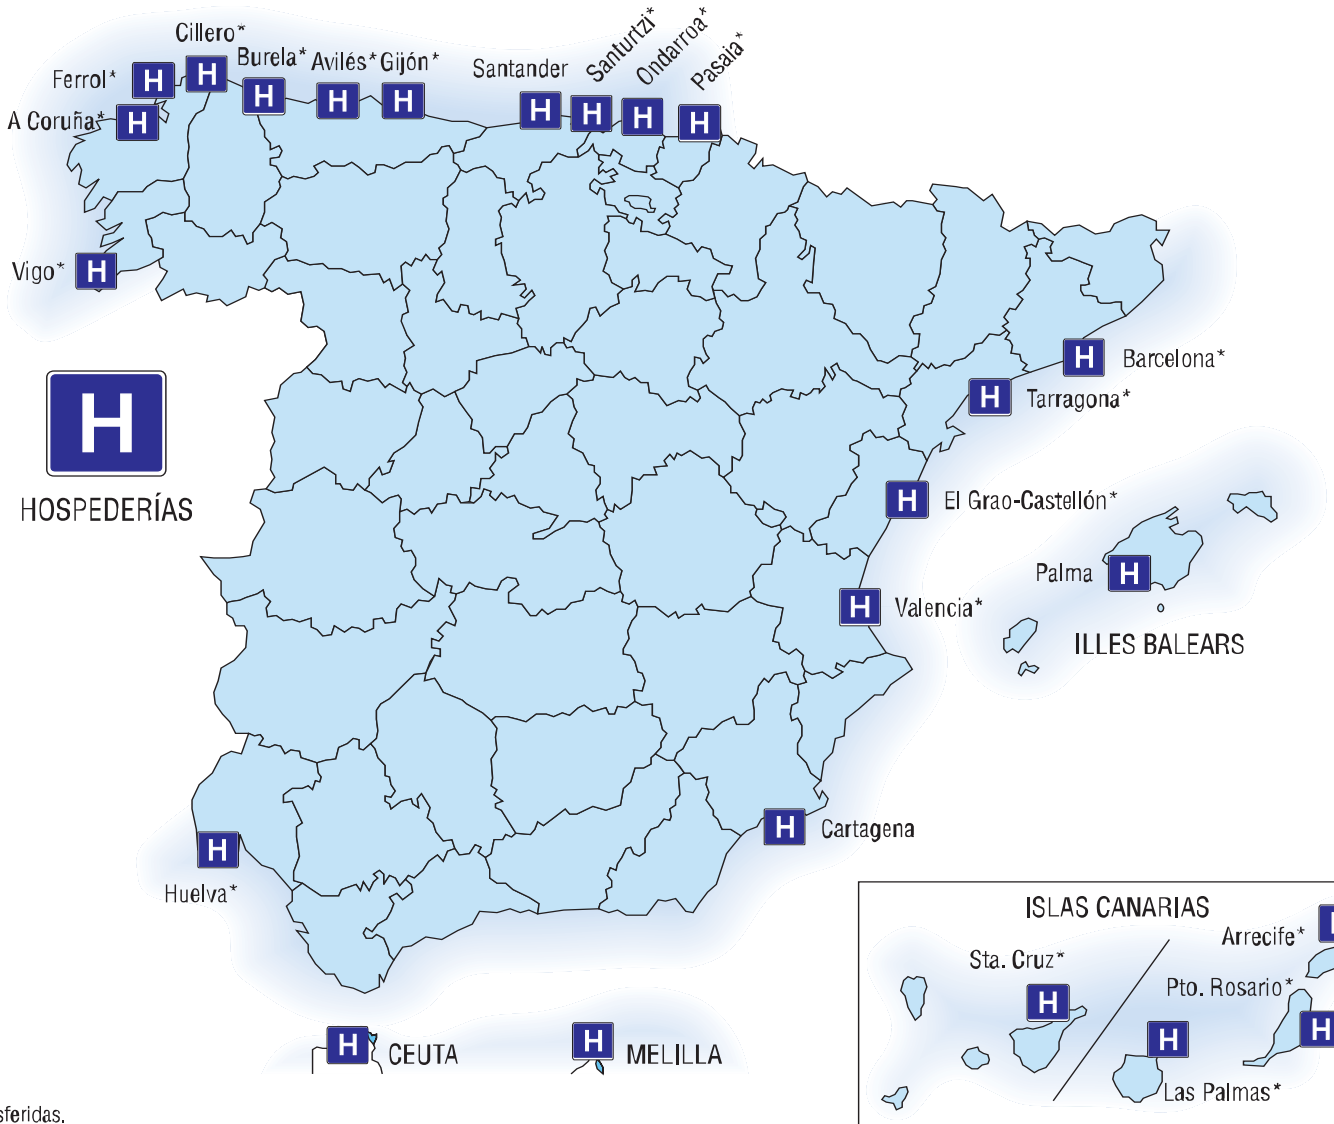 Cillero*
Santurtzi*
Ondarroa*
Pasaia*
Burela*
Avilés*
Gijón*
Santander
Ferrol*
H
H
H
H
H
H
H
H
H
A Coruña*
H
Vigo*
H
H
HOSPEDERÍAS
H
Barcelona*
H
Tarragona*
H
El Grao-Castellón*
Palma
H
H
Valencia*
ILLES BALEARS
H
Cartagena
H
Huelva*
ISLAS CANARIAS
Arrecife*
Sta. Cruz*
Pto. Rosario*
H
H
H
H
CEUTA
H
MELILLA
Las Palmas*
sferidas.